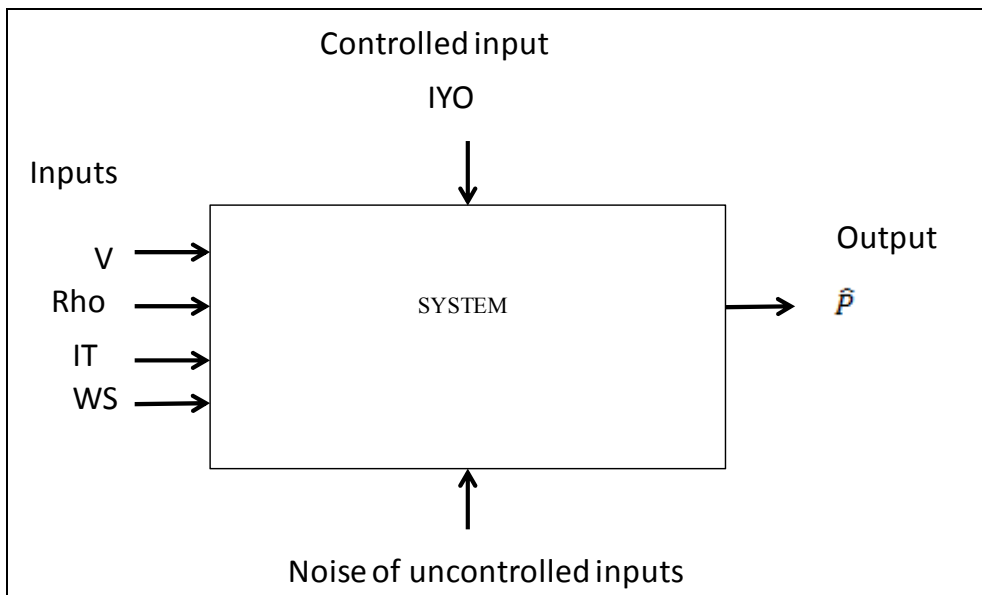 Controlled input
IYO
Inputs
V
Rho
IT
WS
SYSTEM
Output
P̂
Noise of uncontrolled inputs